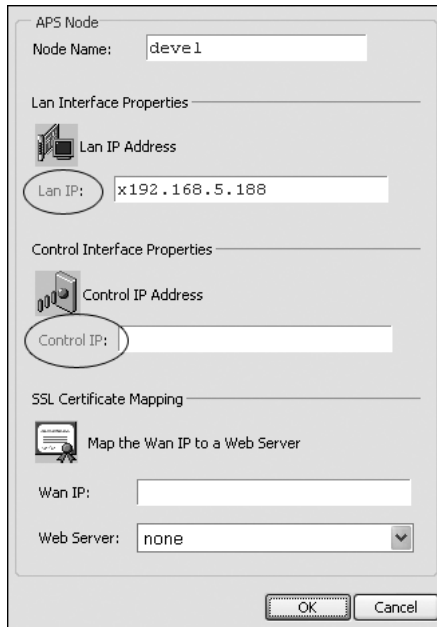 APS Node
Node Name: devel
Lan Interface Properties
Lan IP Address
Lan IP: x192.168.5.188
Control Interface Properties
Control IP Address
Control IP:
SSL Certificate Mapping
Map the Wan IP to a Web Server
Wan IP:
Web Server: none
OK Cancel